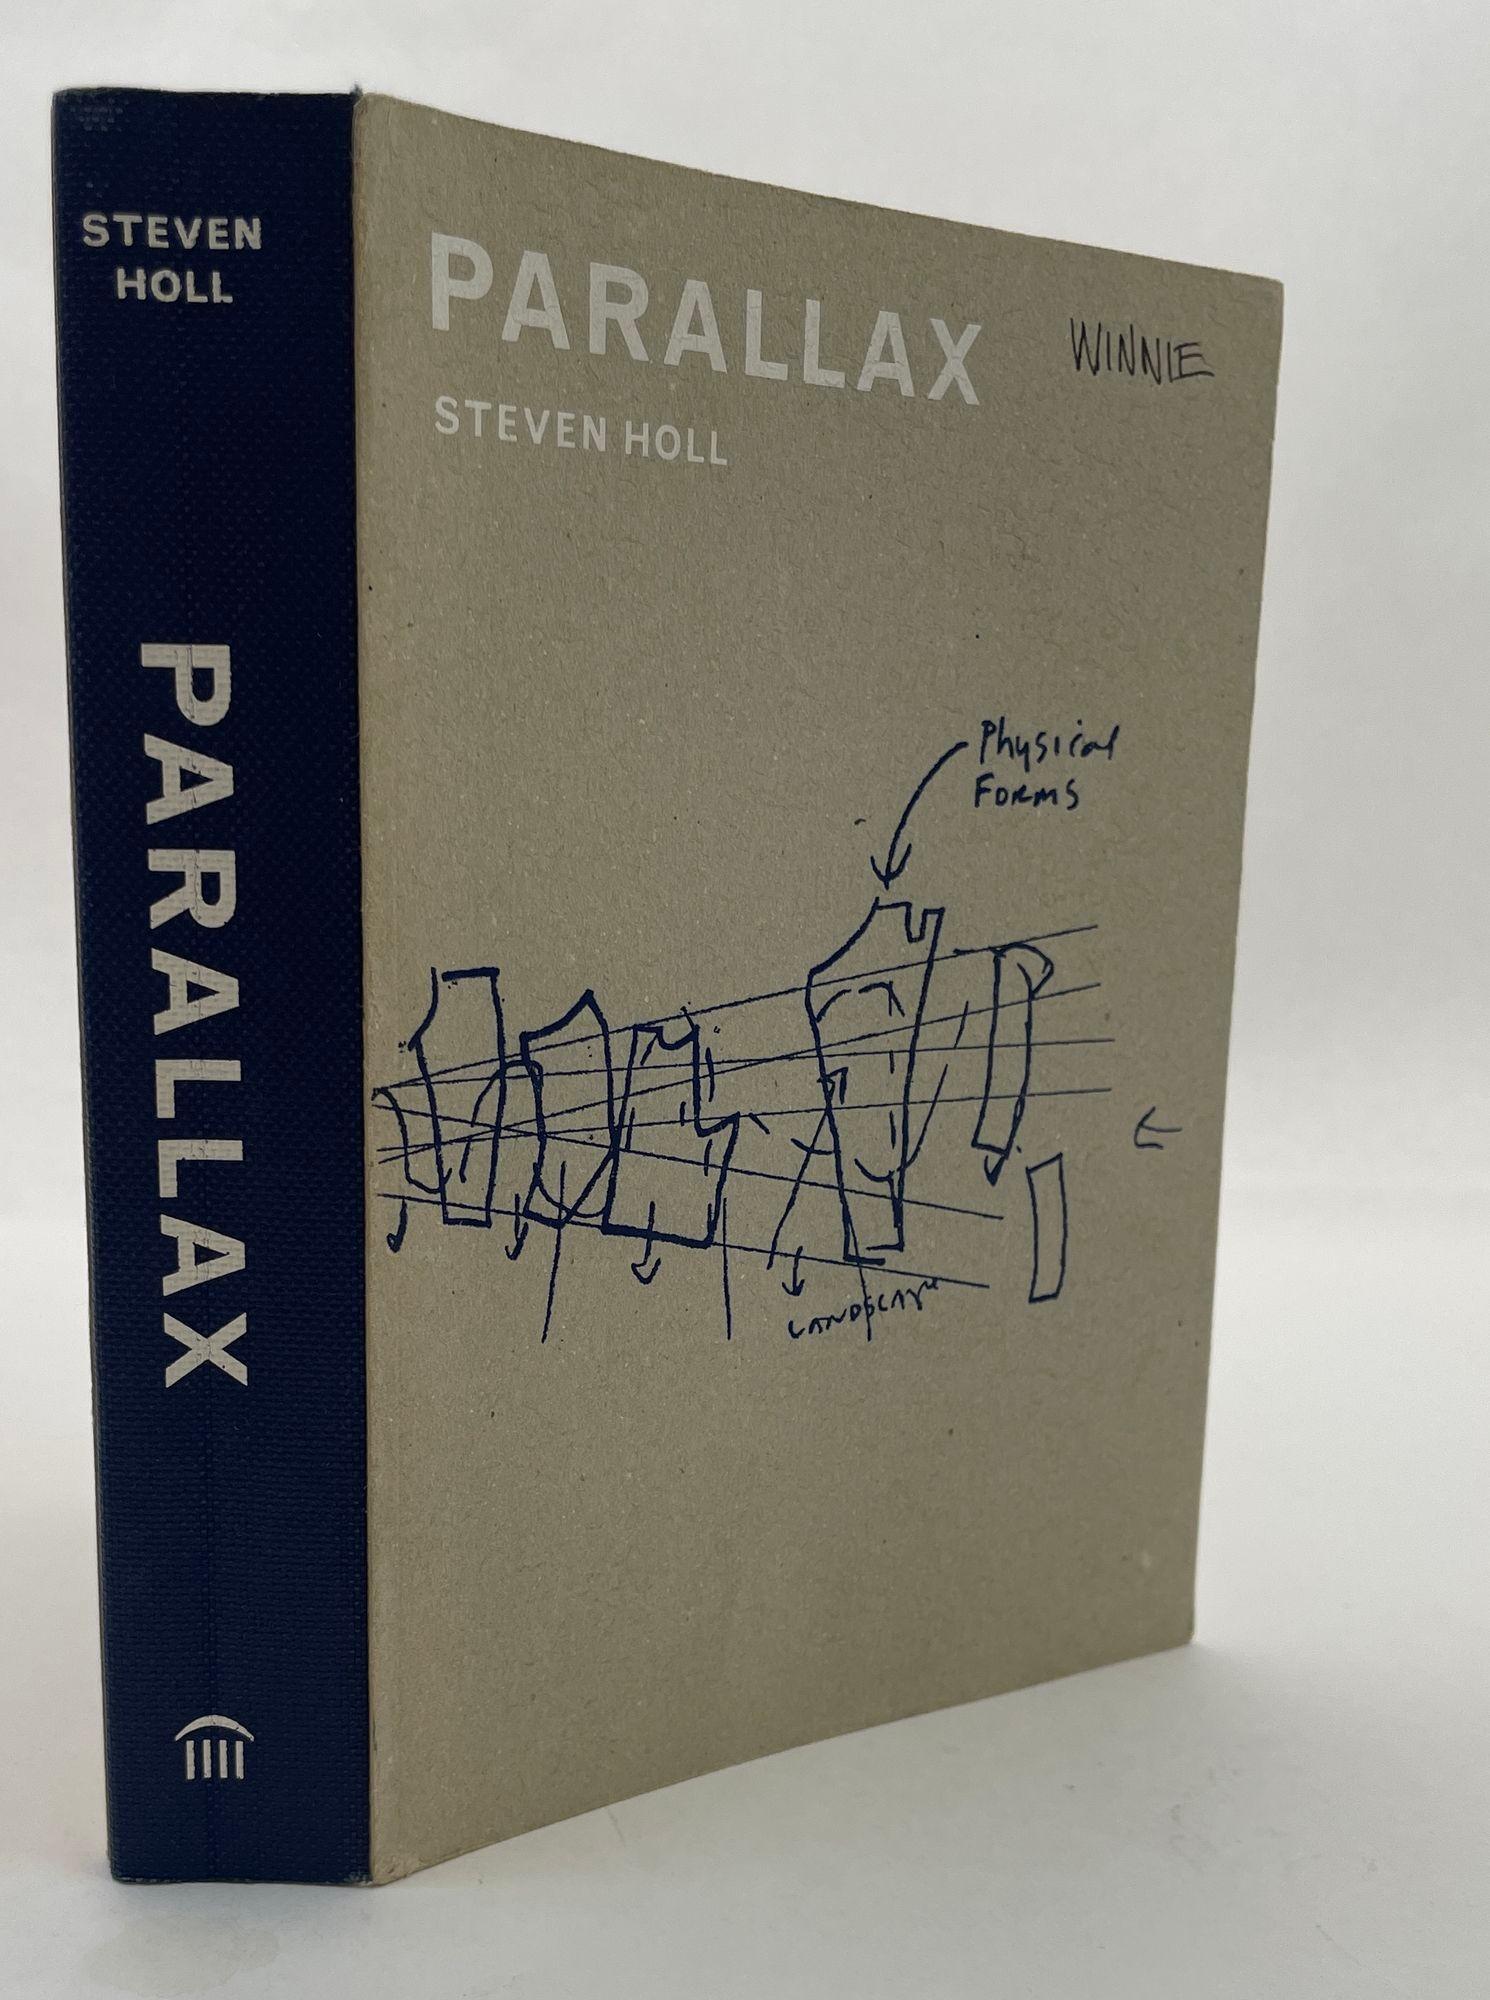 STEVEN
HOLL
PARALLAX
PARALLAX
STEVEN HOLL
WINNIE
Physical
FORMS
LANDSCAPE